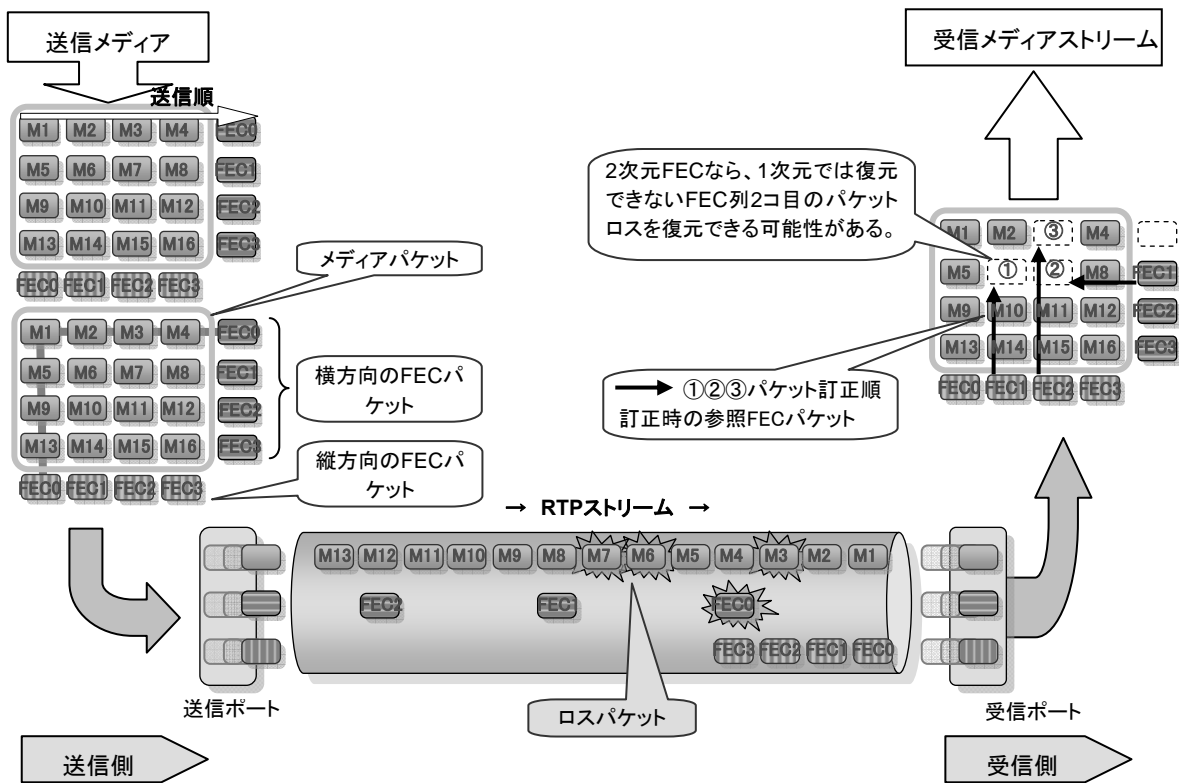 送信メディア
送信順
M1 M2 M3 M4 FEC0
M5 M6 M7 M8 FEC1
M9 M10 M11 M12 FEC2
M13 M14 M15 M16 FEC3
FEC0 FEC1 FEC2 FEC3
メディアパケット
M1 M2 M3 M4 FEC0
M5 M6 M7 M8 FEC1
M9 M10 M11 M12 FEC2
M13 M14 M15 M16 FEC3
FEC0 FEC1 FEC2 FEC3
横方向のFECパ
ケット
縦方向のFECパ
ケット
受信メディアストリーム
2次元FECなら、1次元では復元
できないFEC列2コ目のパケット
ロスを復元できる可能性がある。
M1 M2 ③ M4
M5 ① ② M8 FEC1
M9 M10 M11 M12 FEC2
M13 M14 M15 M16 FEC3
FEC0 FEC1 FEC2 FEC3
①②③パケット訂正順
訂正時の参照FECパケット
→ RTPストリーム →
M13 M12 M11 M10 M9 M8 M7 M6 M5 M4 M3 M2 M1
FEC2 FEC1 FEC0
FEC3 FEC2 FEC1 FEC0
ロスパケット
送信ポート
受信ポート
送信側
受信側